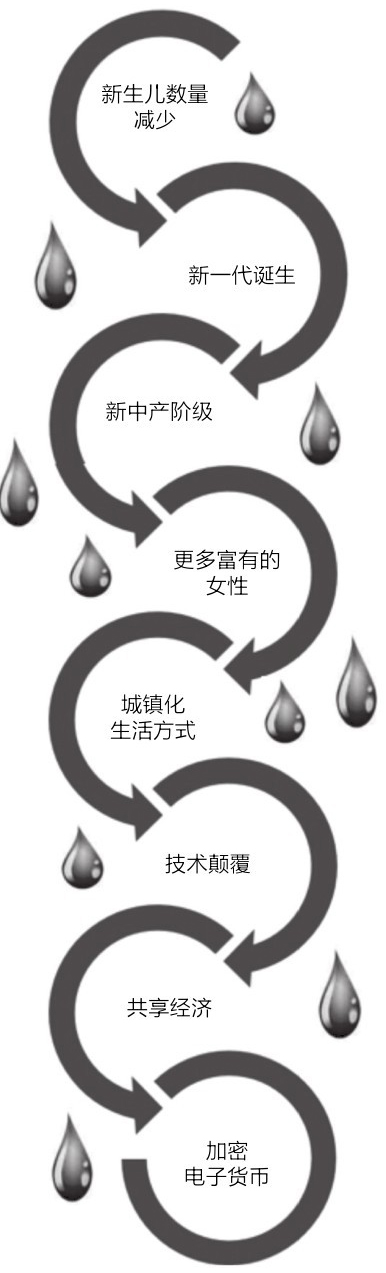 新生儿数量
减少
新一代诞生
新中产阶级
更多富有的
女性
城镇化
生活方式
技术颠覆
共享经济
加密
电子货币